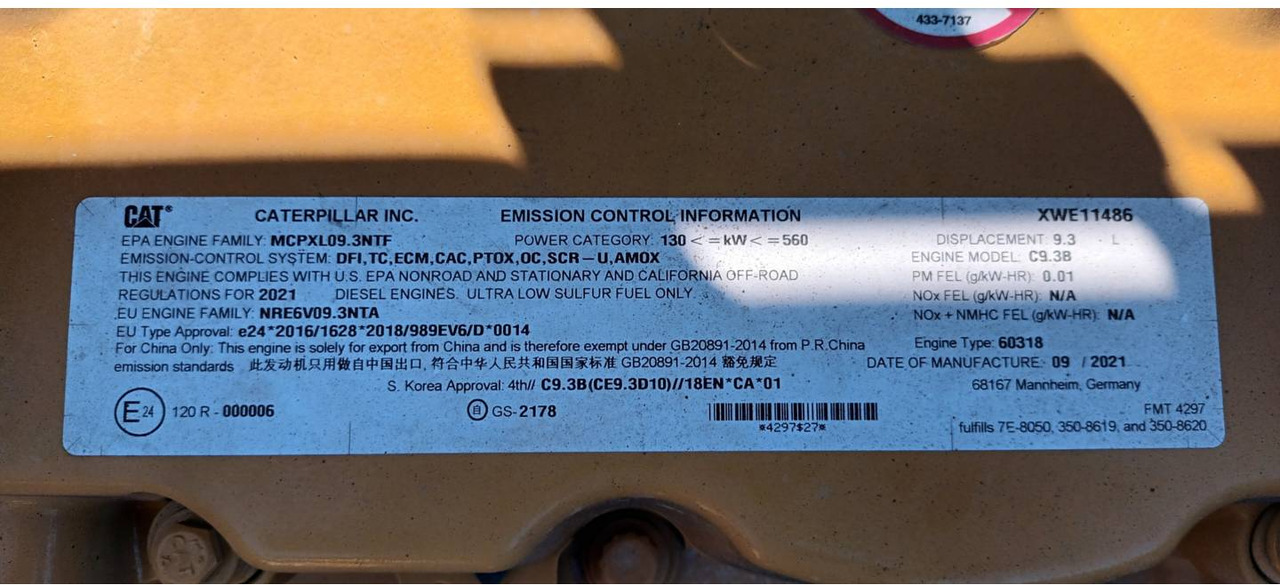 433-7137
CAT® CATERPILLAR INC. EMISSION CONTROL INFORMATION XWE11486
EPA ENGINE FAMILY: MCPXL09.3NTF POWER CATEGORY: 130 < =kW < =560 DISPLACEMENT: 9.3 L
EMISSION-CONTROL SYSTEM: DFI,TC,ECM,CAC,PTOX,OC,SCR-U,AMOX ENGINE MODEL: C9.3B
THIS ENGINE COMPLIES WITH U.S. EPA NONROAD AND STATIONARY AND CALIFORNIA OFF-ROAD PM FEL (g/kW-HR): 0.01
REGULATIONS FOR 2021 DIESEL ENGINES. ULTRA LOW SULFUR FUEL ONLY. NOx FEL (g/kW-HR): N/A
EU ENGINE FAMILY: NRE6V09.3NTA NOx + NMHC FEL (g/kW-HR): N/A
EU Type Approval: e24*2016/1628*2018/989EV6/D*0014
For China Only: This engine is solely for export from China and is therefore exempt under GB20891-2014 from P.R.China Engine Type: 60318
emission standards 此发动机只用做自中国出口, 符合中华人民共和国国家标准 GB20891-2014 豁免规定 DATE OF MANUFACTURE: 09 / 2021
S. Korea Approval: 4th// C9.3B(CE9.3D10)//18EN*CA*01 68167 Mannheim, Germany
E 24 120 R - 000006 自 GS-2178 FMT 4297
*4297$27* fulfills 7E-8050, 350-8619, and 350-8620